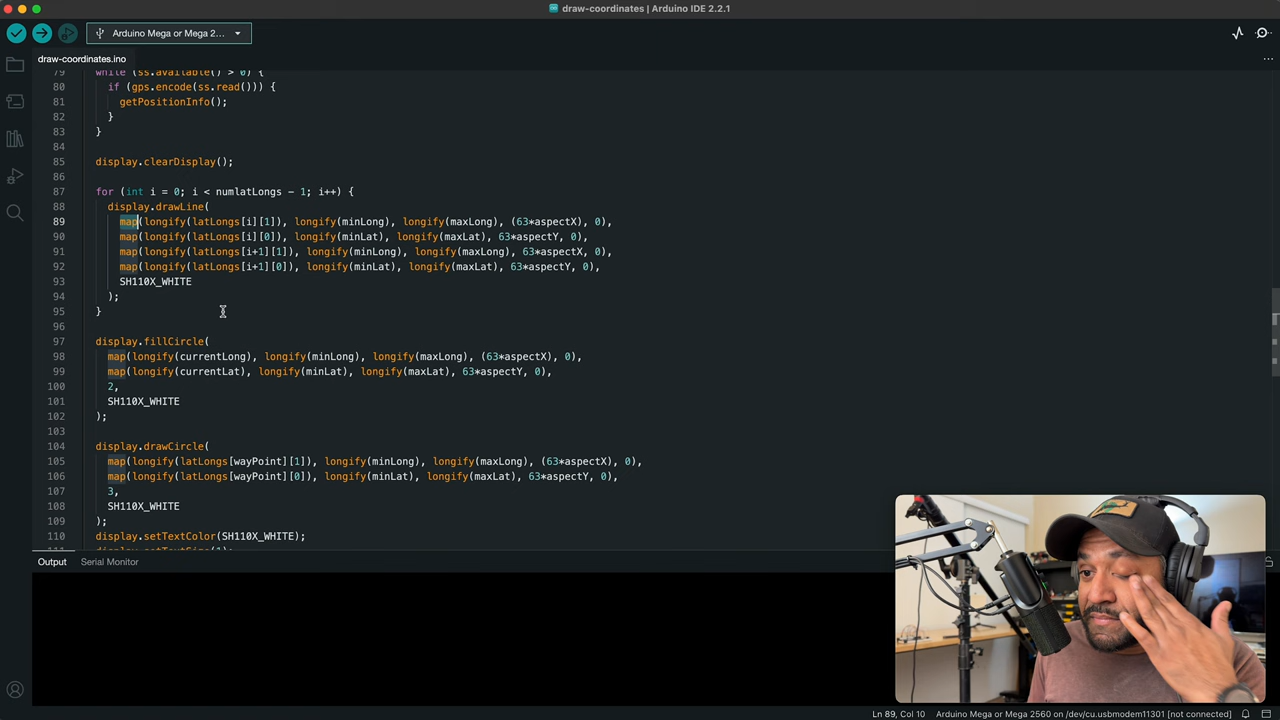 draw-coordinates | Arduino IDE 2.2.1
Arduino Mega or Mega 2...
draw-coordinates.ino
79 while (ss.available() > 0) {
80 if (gps.encode(ss.read())) {
81 getPositionInfo();
82 }
83 }
84
85 display.clearDisplay();
86
87 for (int i = 0; i < numlatLongs - 1; i++) {
88 display.drawLine(
89 map(longify(latLongs[i][1]), longify(minLong), longify(maxLong), (63*aspectX), 0),
90 map(longify(latLongs[i][0]), longify(minLat), longify(maxLat), 63*aspectY, 0),
91 map(longify(latLongs[i+1][1]), longify(minLong), longify(maxLong), 63*aspectX, 0),
92 map(longify(latLongs[i+1][0]), longify(minLat), longify(maxLat), 63*aspectY, 0),
93 SH110X_WHITE
94 );
95 }
96
97 display.fillCircle(
98 map(longify(currentLong), longify(minLong), longify(maxLong), (63*aspectX), 0),
99 map(longify(currentLat), longify(minLat), longify(maxLat), 63*aspectY, 0),
100 2,
101 SH110X_WHITE
102 );
103
104 display.drawCircle(
105 map(longify(latLongs[wayPoint][1]), longify(minLong), longify(maxLong), (63*aspectX), 0),
106 map(longify(latLongs[wayPoint][0]), longify(minLat), longify(maxLat), 63*aspectY, 0),
107 3,
108 SH110X_WHITE
109 );
110 display.setTextColor(SH110X_WHITE);
111 display.setTextSize(1);
Output Serial Monitor
Ln 89, Col 10 Arduino Mega or Mega 2560 on /dev/cu.usbmodem11301 [not connected]